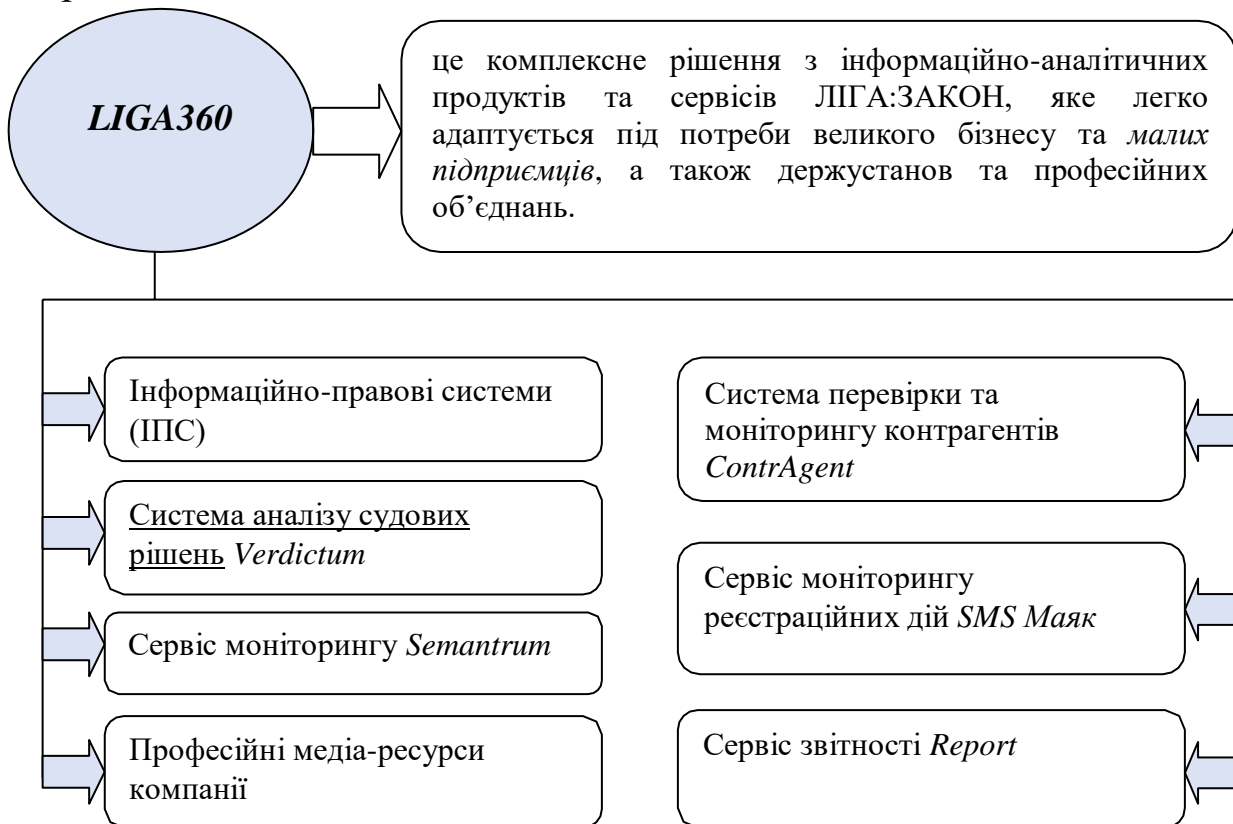 LIGA360
це комплексне рішення з інформаційно-аналітичних
продуктів та сервісів ЛІГА:ЗАКОН, яке легко
адаптується під потреби великого бізнесу та малих
підприємців, а також держустанов та професійних
об’єднань.
Інформаційно-правові системи
(ІПС)
Система аналізу судових
рішень Verdictum
Сервіс моніторингу Semantrum
Професійні медіа-ресурси
компанії
Система перевірки та
моніторингу контрагентів
ContrAgent
Сервіс моніторингу
реєстраційних дій SMS Маяк
Сервіс звітності Report